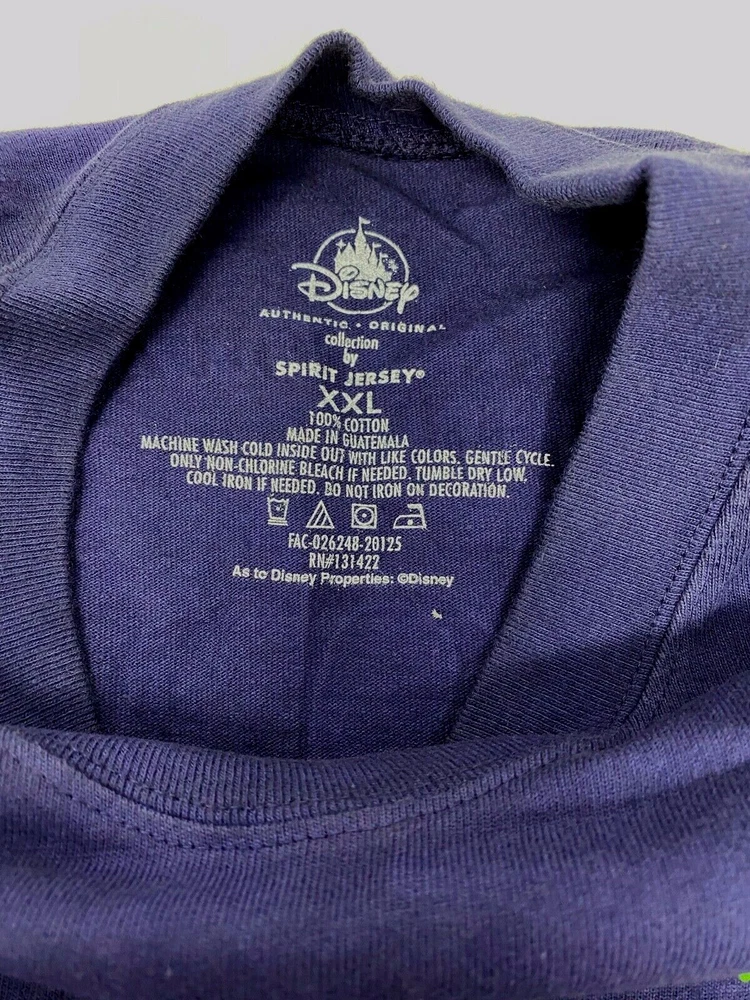 Disney
AUTHENTIC • ORIGINAL
collection
by
SPIRIT JERSEY®
XXL
100% COTTON
MADE IN GUATEMALA
MACHINE WASH COLD INSIDE OUT WITH LIKE COLORS. GENTLE CYCLE.
ONLY NON-CHLORINE BLEACH IF NEEDED. TUMBLE DRY LOW.
COOL IRON IF NEEDED. DO NOT IRON ON DECORATION.
FAC-026248-20125
RN#131422
As to Disney Properties: ©Disney